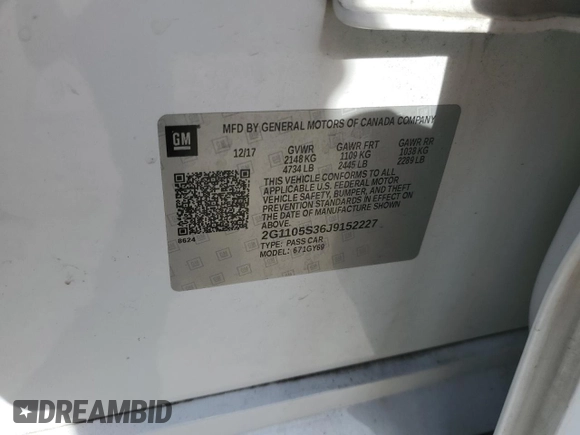 MFD BY GENERAL MOTORS OF CANADA COMPANY
GM
12/17
GVWR
2148 KG
4734 LB
GAWR FRT
1109 KG
2445 LB
GAWR RR
1038 KG
2289 LB
THIS VEHICLE CONFORMS TO ALL
APPLICABLE U.S. FEDERAL MOTOR
VEHICLE SAFETY, BUMPER, AND THEFT
PREVENTION STANDARDS IN EFFECT ON
THE DATE OF MANUFACTURE SHOWN
ABOVE.
2G1105S36J9152227
TYPE: PASS CAR
MODEL: 671GY69
8624
DREAMBID